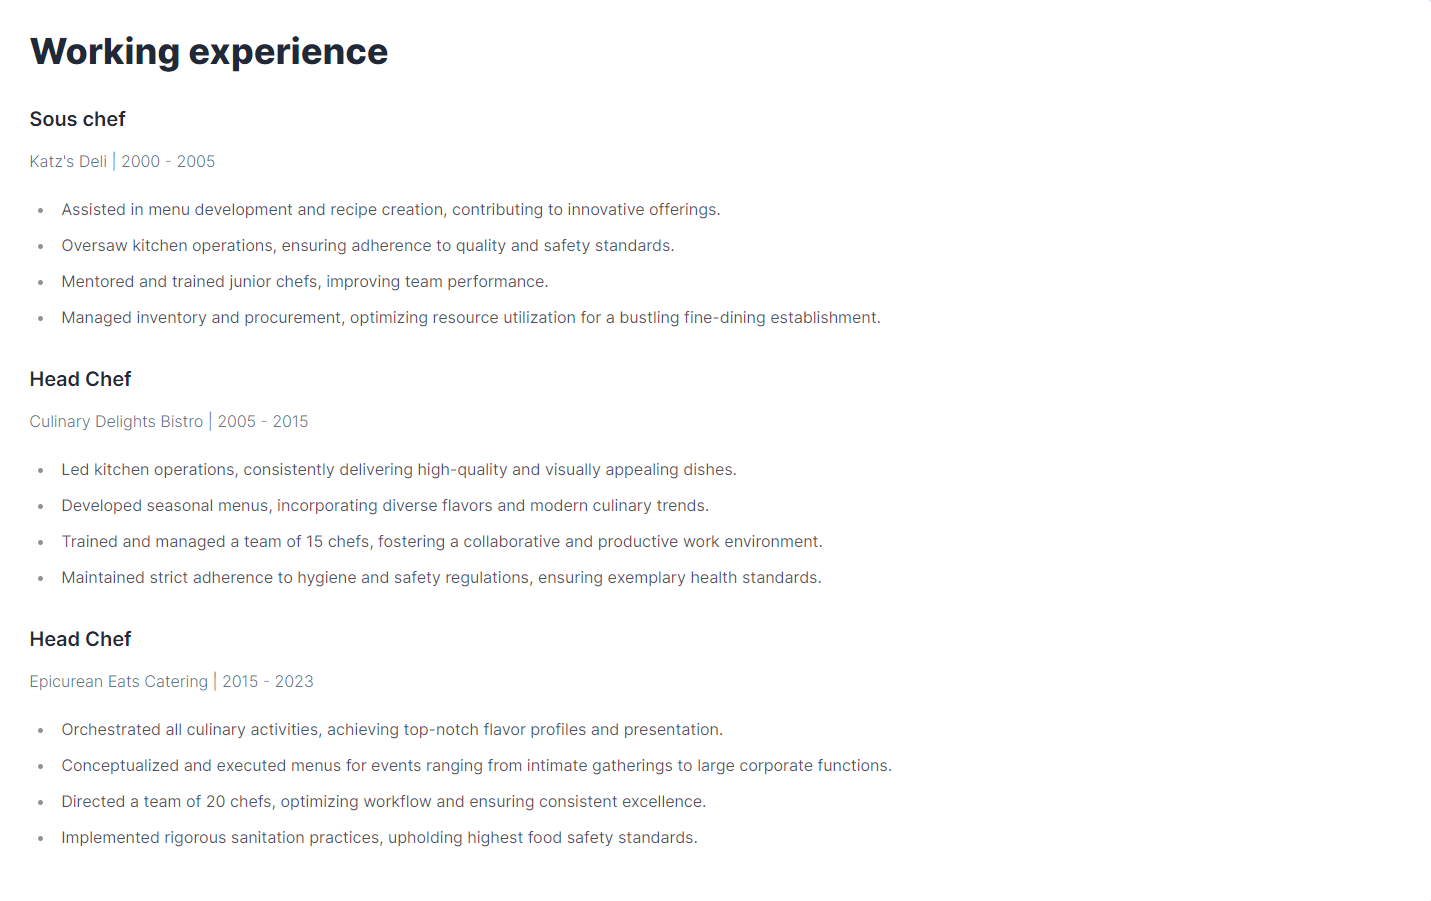 Working experience
Sous chef
Katz's Deli | 2000 - 2005
• Assisted in menu development and recipe creation, contributing to innovative offerings.
• Oversaw kitchen operations, ensuring adherence to quality and safety standards.
• Mentored and trained junior chefs, improving team performance.
• Managed inventory and procurement, optimizing resource utilization for a bustling fine-dining establishment.
Head Chef
Culinary Delights Bistro | 2005 - 2015
• Led kitchen operations, consistently delivering high-quality and visually appealing dishes.
• Developed seasonal menus, incorporating diverse flavors and modern culinary trends.
• Trained and managed a team of 15 chefs, fostering a collaborative and productive work environment.
• Maintained strict adherence to hygiene and safety regulations, ensuring exemplary health standards.
Head Chef
Epicurean Eats Catering | 2015 - 2023
• Orchestrated all culinary activities, achieving top-notch flavor profiles and presentation.
• Conceptualized and executed menus for events ranging from intimate gatherings to large corporate functions.
• Directed a team of 20 chefs, optimizing workflow and ensuring consistent excellence.
• Implemented rigorous sanitation practices, upholding highest food safety standards.